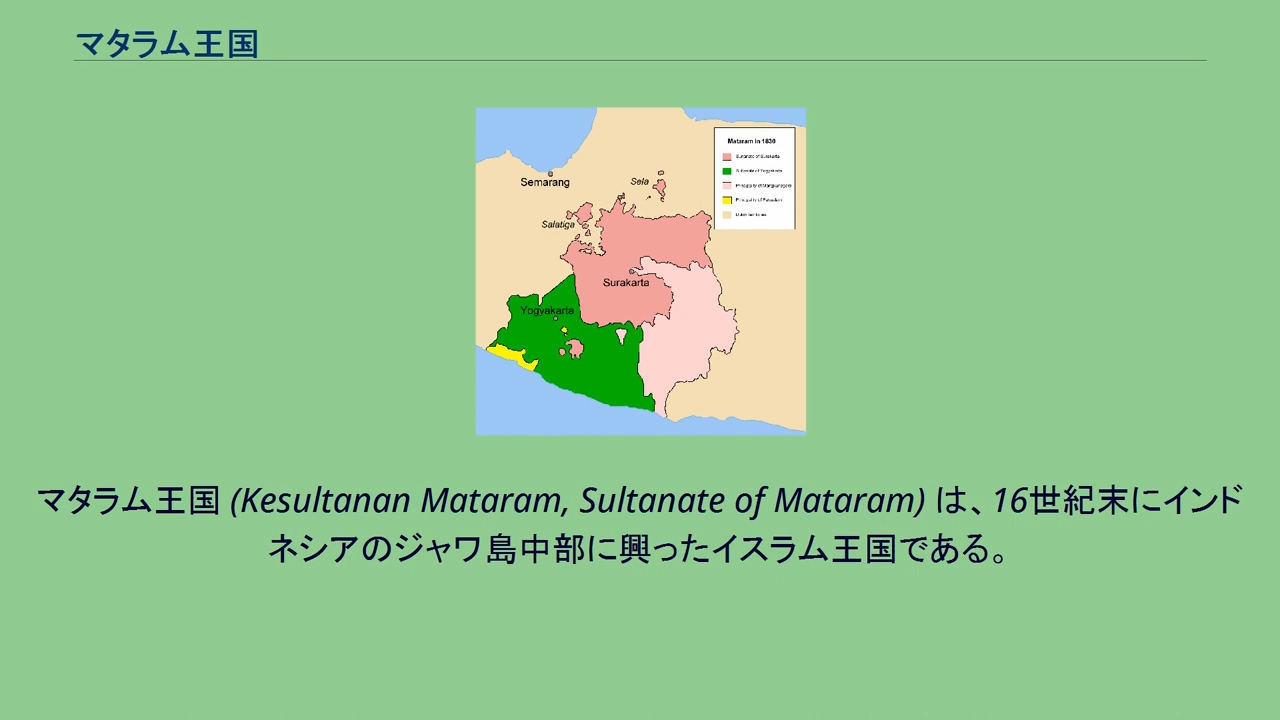 マタラム王国
Mataram in 1830
Semarang
Sela
Salatiga
Surakarta
Yogyakarta
マタラム王国 (Kesultanan Mataram, Sultanate of Mataram) は、16世紀末にインド
ネシアのジャワ島中部に興ったイスラム王国である。